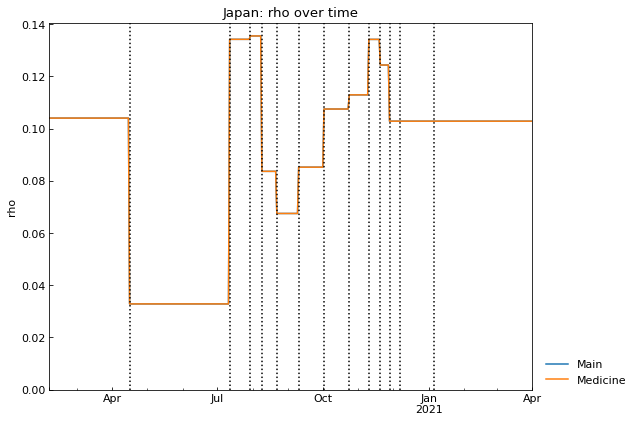 Japan: rho over time
0.14
0.12
0.10
0.08
0.06
0.04
0.02
0.00
rho
Apr
Jul
Oct
Jan
2021
Apr
Main
Medicine